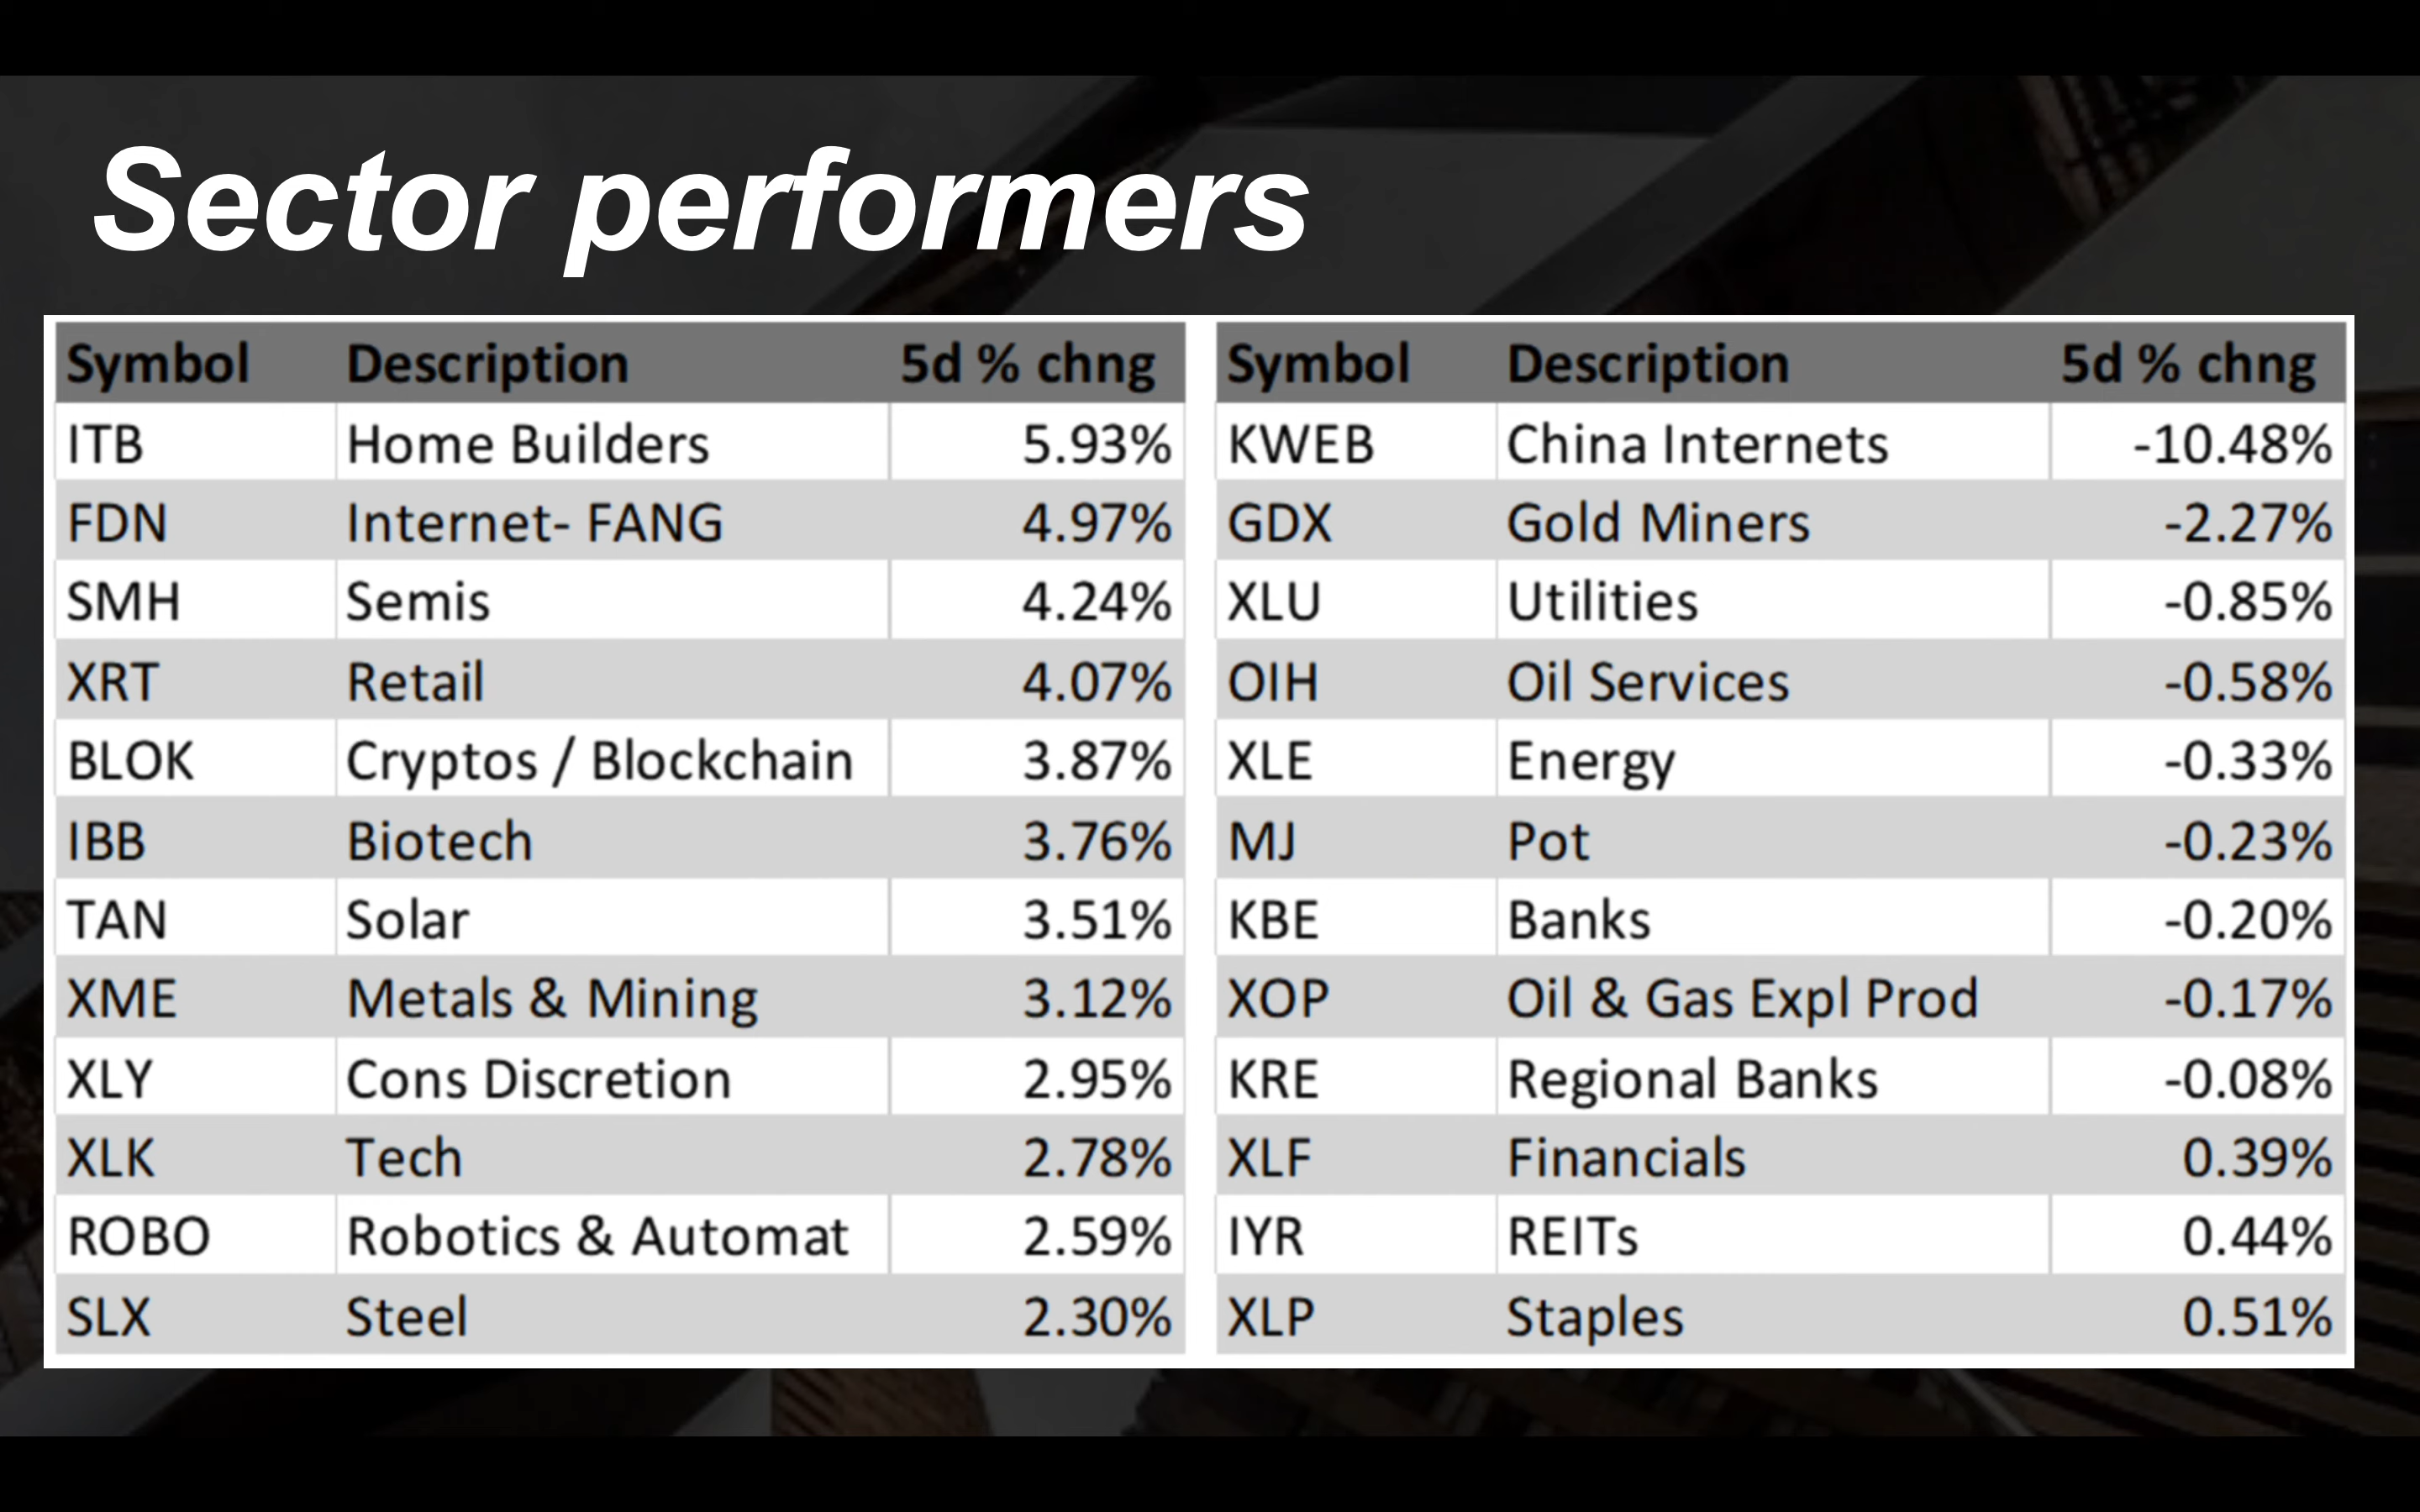 Sector performers
Symbol Description 5d % chng Symbol Description 5d % chng
ITB Home Builders 5.93% KWEB China Internets -10.48%
FDN Internet- FANG 4.97% GDX Gold Miners -2.27%
SMH Semis 4.24% XLU Utilities -0.85%
XRT Retail 4.07% OIH Oil Services -0.58%
BLOK Cryptos / Blockchain 3.87% XLE Energy -0.33%
IBB Biotech 3.76% MJ Pot -0.23%
TAN Solar 3.51% KBE Banks -0.20%
XME Metals & Mining 3.12% XOP Oil & Gas Expl Prod -0.17%
XLY Cons Discretion 2.95% KRE Regional Banks -0.08%
XLK Tech 2.78% XLF Financials 0.39%
ROBO Robotics & Automat 2.59% IYR REITs 0.44%
SLX Steel 2.30% XLP Staples 0.51%